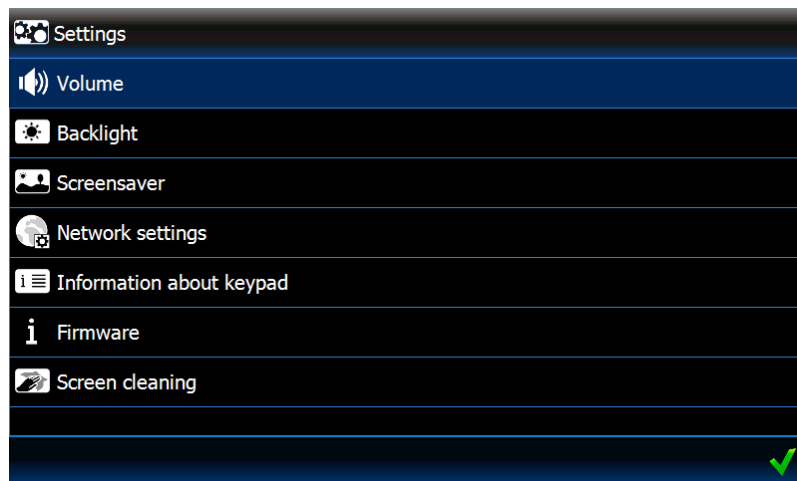 Settings
Volume
Backlight
Screensaver
Network settings
Information about keypad
Firmware
Screen cleaning